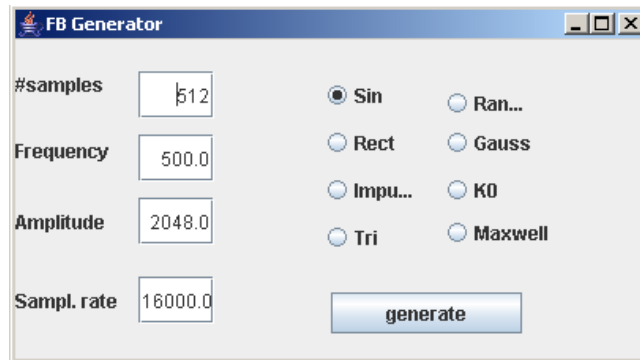 FB Generator
#samples
512
Frequency
500.0
Amplitude
2048.0
Sampl. rate
16000.0
Sin
Rect
Impu...
Tri
Ran...
Gauss
K0
Maxwell
generate